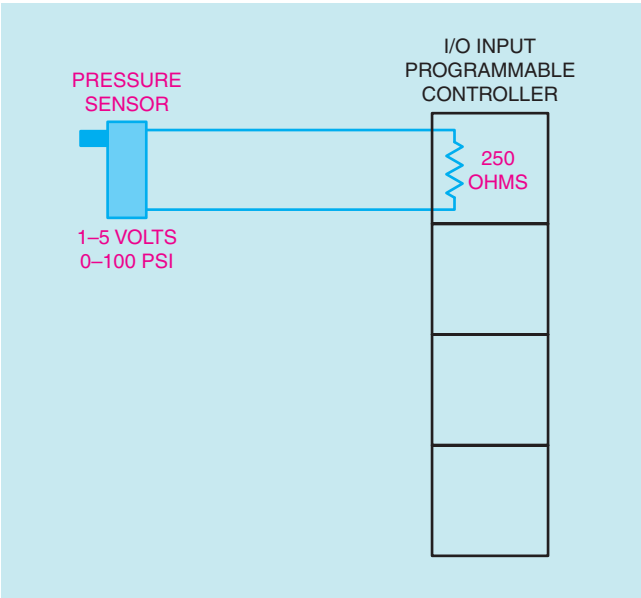 I/O INPUT
PROGRAMMABLE
CONTROLLER
PRESSURE
SENSOR
250
OHMS
1–5 VOLTS
0–100 PSI